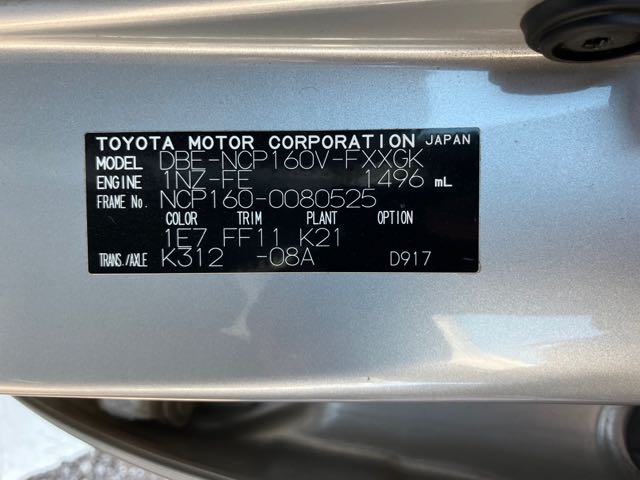 TOYOTA MOTOR CORPORATION JAPAN
MODEL DBE-NCP160V-FXXGK
ENGINE 1NZ-FE 1496 mL
FRAME No. NCP160-0080525
COLOR TRIM PLANT OPTION
1E7 FF11 K21
TRANS./AXLE K312 -08A D917